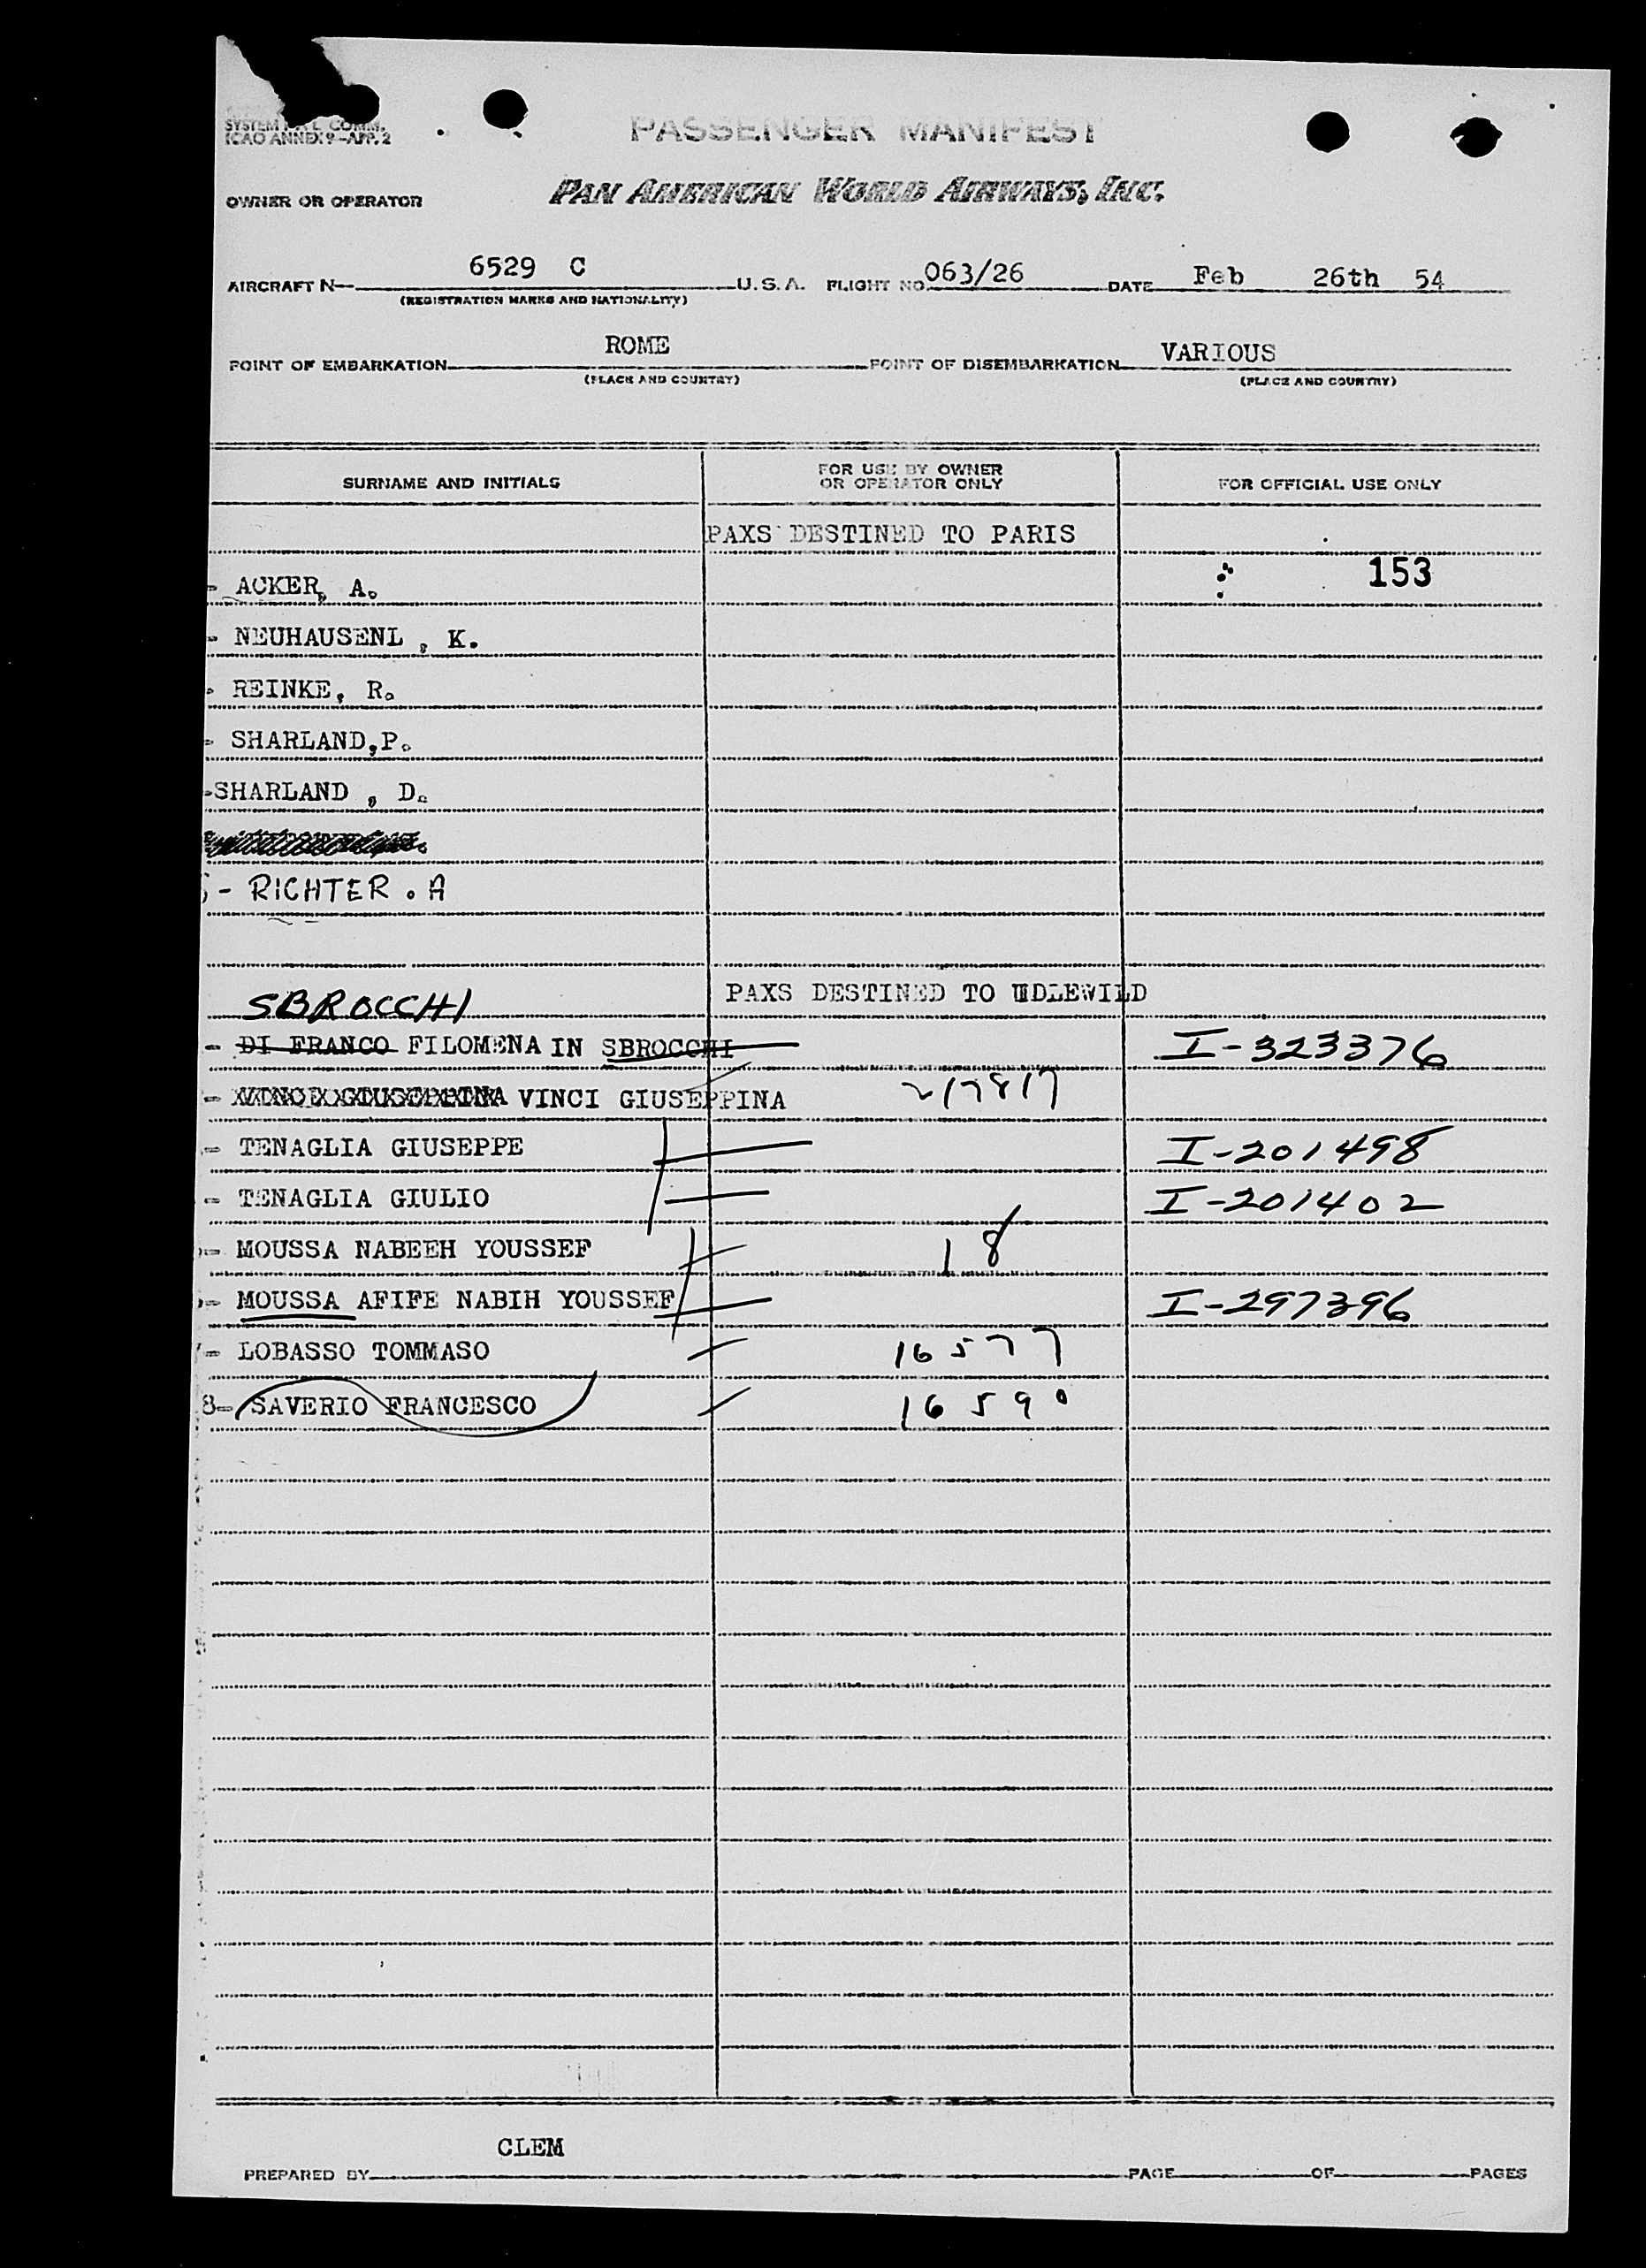 SYSTEM COMM.
ICAO ANNEX 9-APP. 2
PASSENGER MANIFEST
OWNER OR OPERATOR PAN AMERICAN WORLD AIRWAYS, INC.
AIRCRAFT N- 6529 C U.S.A. FLIGHT NO. 063/26 DATE Feb 26th 54
(REGISTRATION MARKS AND NATIONALITY)
POINT OF EMBARKATION ROME POINT OF DISEMBARKATION VARIOUS
(PLACE AND COUNTRY) (PLACE AND COUNTRY)
SURNAME AND INITIALS FOR USE BY OWNER OR OPERATOR ONLY FOR OFFICIAL USE ONLY
PAXS DESTINED TO PARIS
- ACKER, A. 153
- NEUHAUSENL , K.
- REINKE, R.
- SHARLAND,P.
-SHARLAND , D.
- RICHTER . A
PAXS DESTINED TO IDLEWILD
SBROCCHI
- DI FRANCO FILOMENA IN SBROCCHI I-323376
- VINCI GIUSEPPINA VINCI GIUSEPPINA 217817
- TENAGLIA GIUSEPPE I-201498
- TENAGLIA GIULIO I-201402
- MOUSSA NABEEH YOUSSEF 18
- MOUSSA AFIFE NABIH YOUSSEF I-297396
- LOBASSO TOMMASO 16577
8- SAVERIO FRANCESCO 16590
CLEM
PREPARED BY PAGE OF PAGES